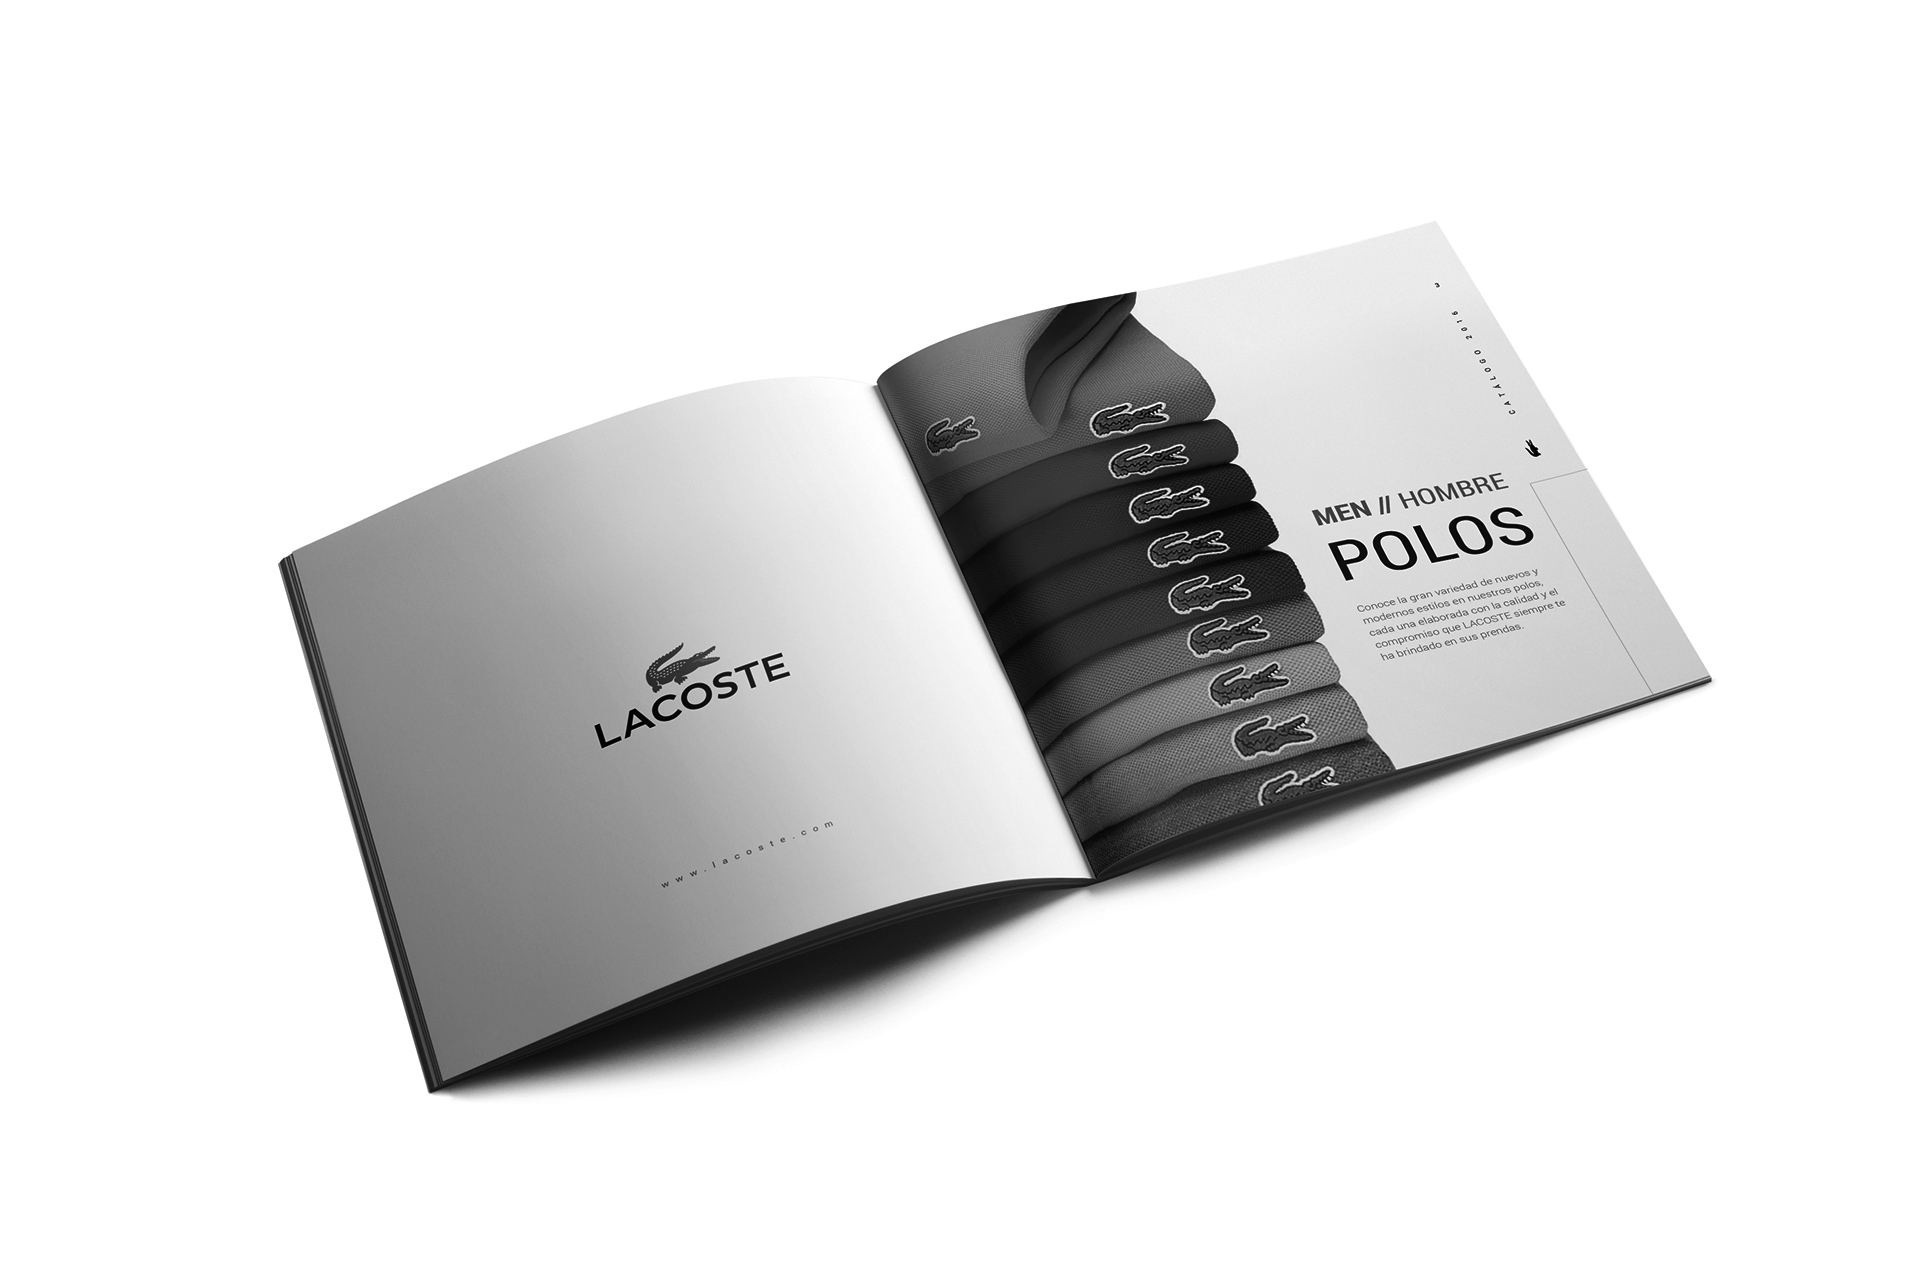 LACOSTE
www.lacoste.com
3
CATÁLOGO 2016
MEN // HOMBRE
POLOS
Conoce la gran variedad de nuevos y
modernos estilos en nuestros polos,
cada una elaborada con la calidad y el
compromiso que LACOSTE siempre te
ha brindado en sus prendas.